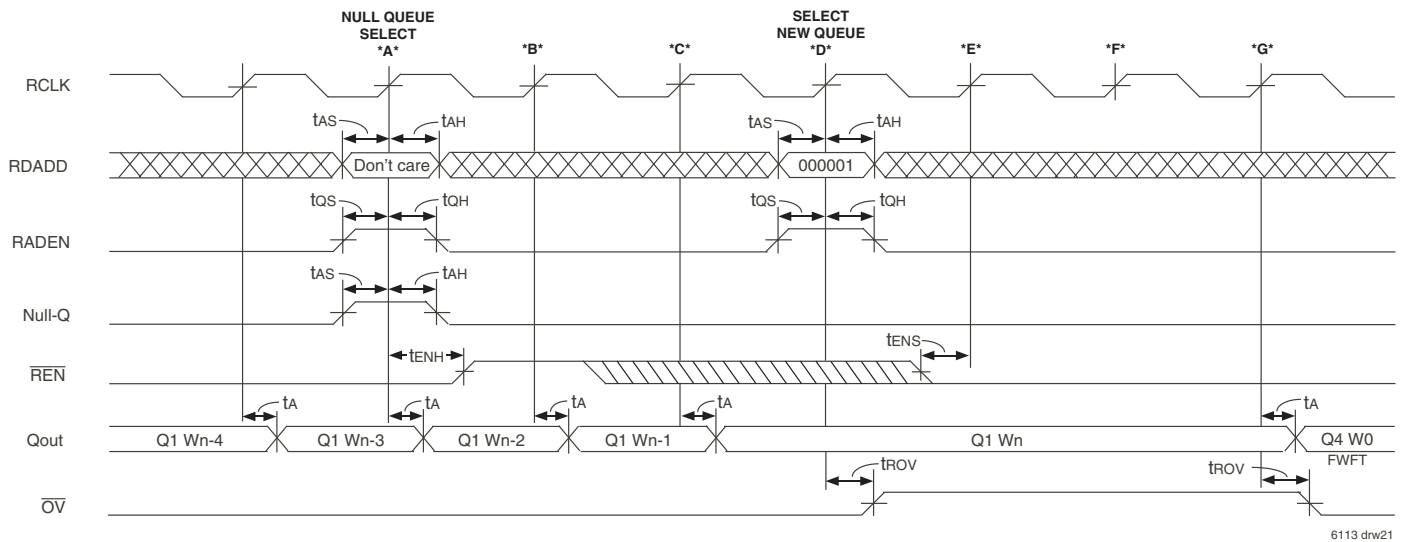 NULL QUEUE
SELECT
*A*
*B*
*C*
SELECT
NEW QUEUE
*D*
*E*
*F*
*G*
RCLK
tAS
tAH
tAS
tAH
RDADD
Don't care
000001
tQS
tQH
tQS
tQH
RADEN
tAS
tAH
Null-Q
tENH
tENS
REN
tA
tA
tA
tA
tA
Qout
Q1 Wn-4
Q1 Wn-3
Q1 Wn-2
Q1 Wn-1
Q1 Wn
Q4 W0
FWFT
tROV
tROV
OV
6113 drw21